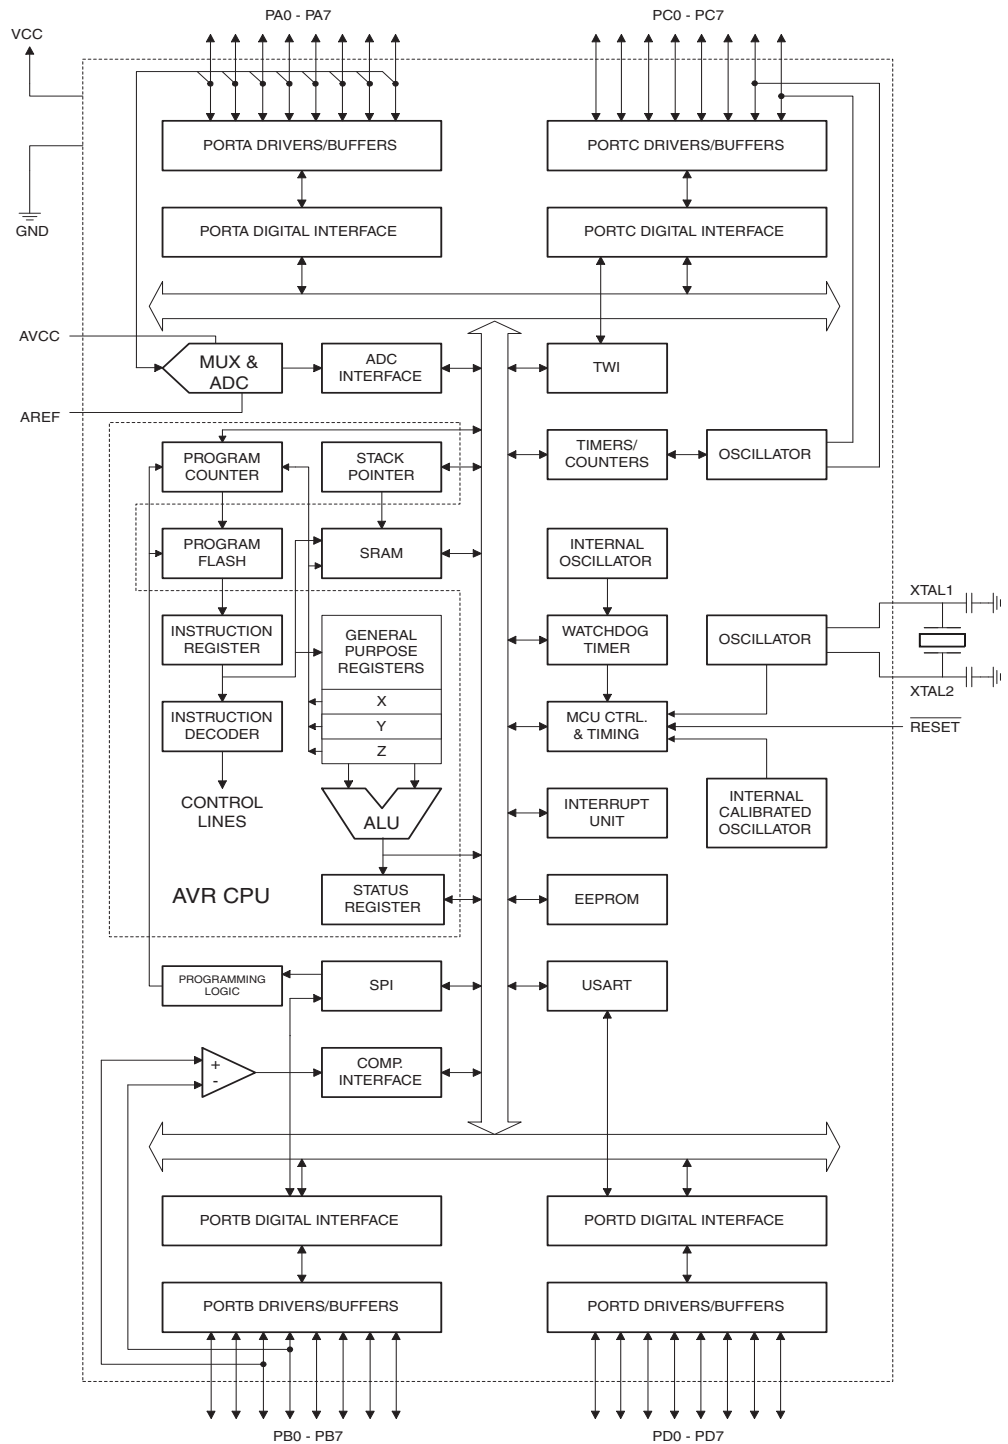 PA0 - PA7
PC0 - PC7
VCC
PORTA DRIVERS/BUFFERS
PORTC DRIVERS/BUFFERS
GND
PORTA DIGITAL INTERFACE
PORTC DIGITAL INTERFACE
AVCC
MUX &
ADC
ADC
INTERFACE
TWI
AREF
PROGRAM
COUNTER
STACK
POINTER
TIMERS/
COUNTERS
OSCILLATOR
PROGRAM
FLASH
SRAM
INTERNAL
OSCILLATOR
XTAL1
INSTRUCTION
REGISTER
GENERAL
PURPOSE
REGISTERS
WATCHDOG
TIMER
OSCILLATOR
XTAL2
X
INSTRUCTION
DECODER
Y
MCU CTRL.
& TIMING
RESET
Z
CONTROL
LINES
ALU
INTERRUPT
UNIT
INTERNAL
CALIBRATED
OSCILLATOR
AVR CPU
STATUS
REGISTER
EEPROM
PROGRAMMING
LOGIC
SPI
USART
+
-
COMP.
INTERFACE
PORTB DIGITAL INTERFACE
PORTD DIGITAL INTERFACE
PORTB DRIVERS/BUFFERS
PORTD DRIVERS/BUFFERS
PB0 - PB7
PD0 - PD7